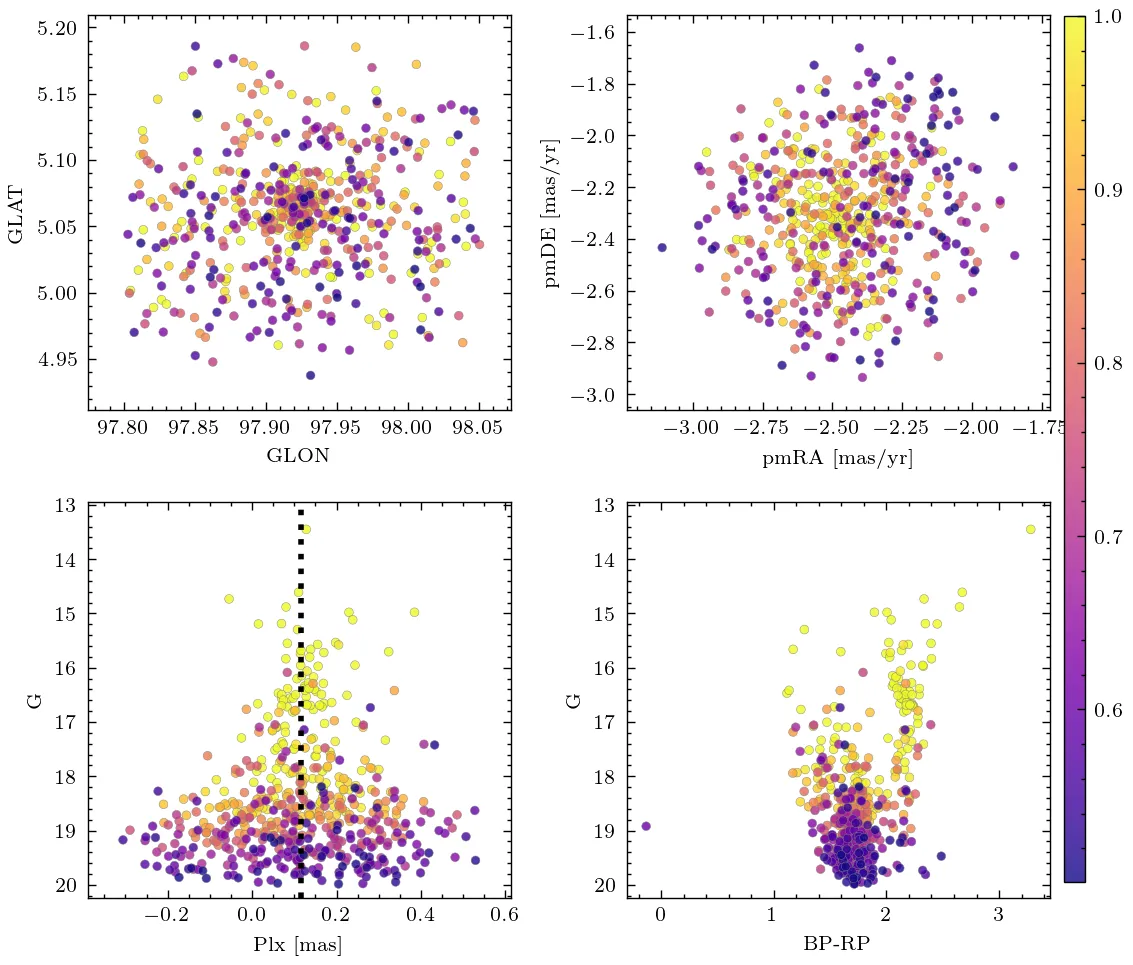 5.20
5.15
5.10
5.05
5.00
4.95
GLAT
97.80 97.85 97.90 97.95 98.00 98.05
GLON
−1.6
−1.8
−2.0
−2.2
−2.4
−2.6
−2.8
−3.0
pmDE [mas/yr]
−3.00 −2.75 −2.50 −2.25 −2.00 −1.75
pmRA [mas/yr]
1.0
0.9
0.8
0.7
0.6
13
14
15
16
17
18
19
20
G
−0.2 0.0 0.2 0.4 0.6
Plx [mas]
13
14
15
16
17
18
19
20
G
0 1 2 3
BP-RP